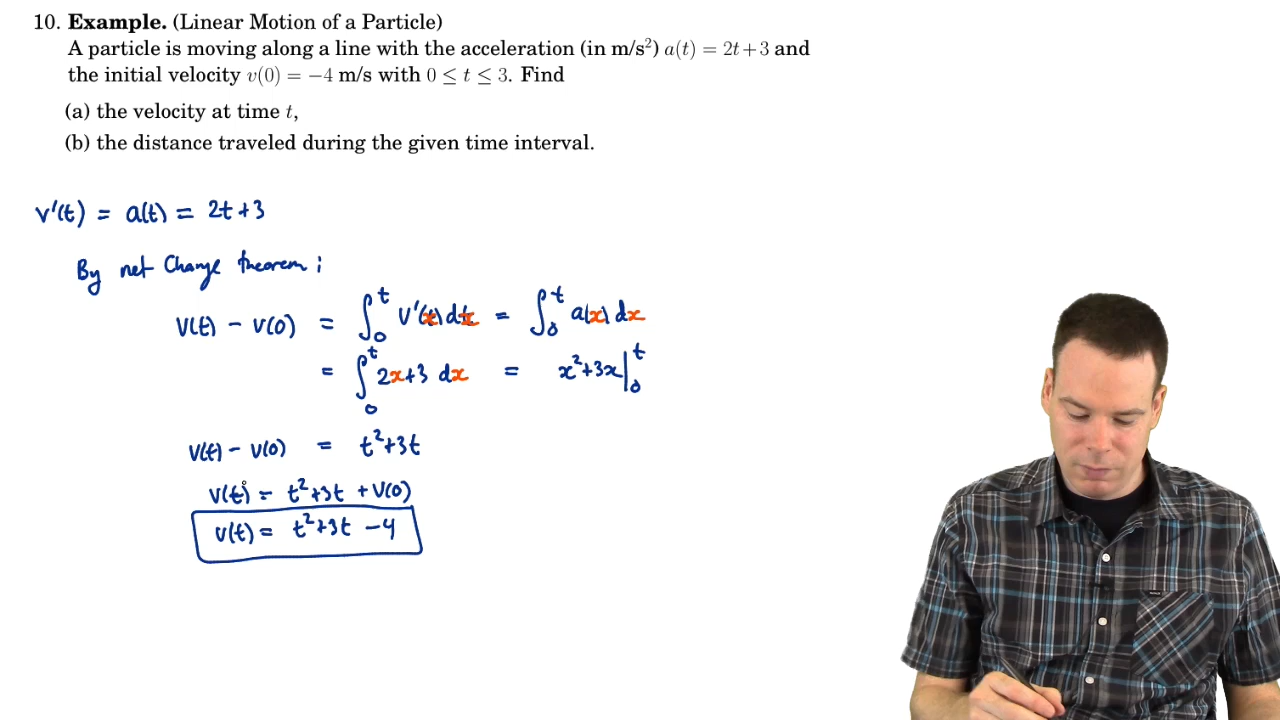 10. Example. (Linear Motion of a Particle)
A particle is moving along a line with the acceleration (in m/s²) a(t) = 2t+3 and
the initial velocity v(0) = −4 m/s with 0 ≤ t ≤ 3. Find
(a) the velocity at time t,
(b) the distance traveled during the given time interval.
v'(t) = a(t) = 2t+3
By net Change theorem :
V(t) − v(0) = ∫₀ᵗ v'(x) dx = ∫₀ᵗ a(x) dx
= ∫₀ᵗ 2x+3 dx = x²+3x|₀ᵗ
V(t) − v(0) = t²+3t
V(t) = t²+3t + V(0)
v(t) = t²+3t −4